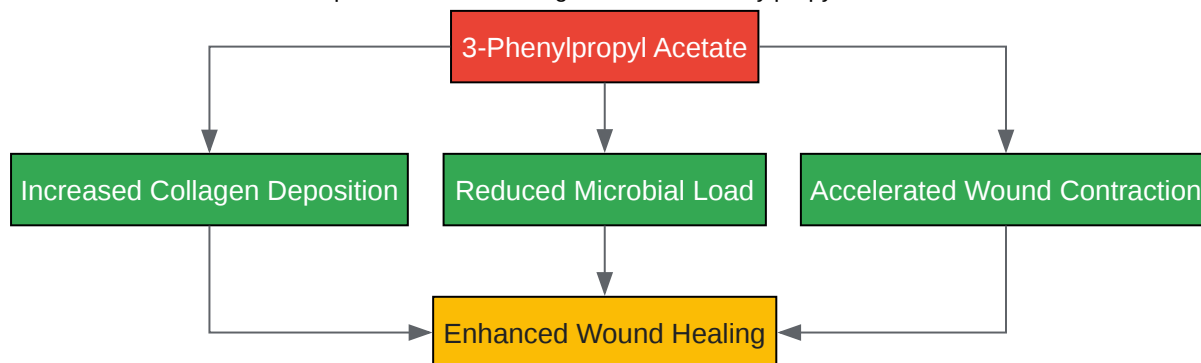 3-Phenylpropyl Acetate
Increased Collagen Deposition
Reduced Microbial Load
Accelerated Wound Contraction
Enhanced Wound Healing